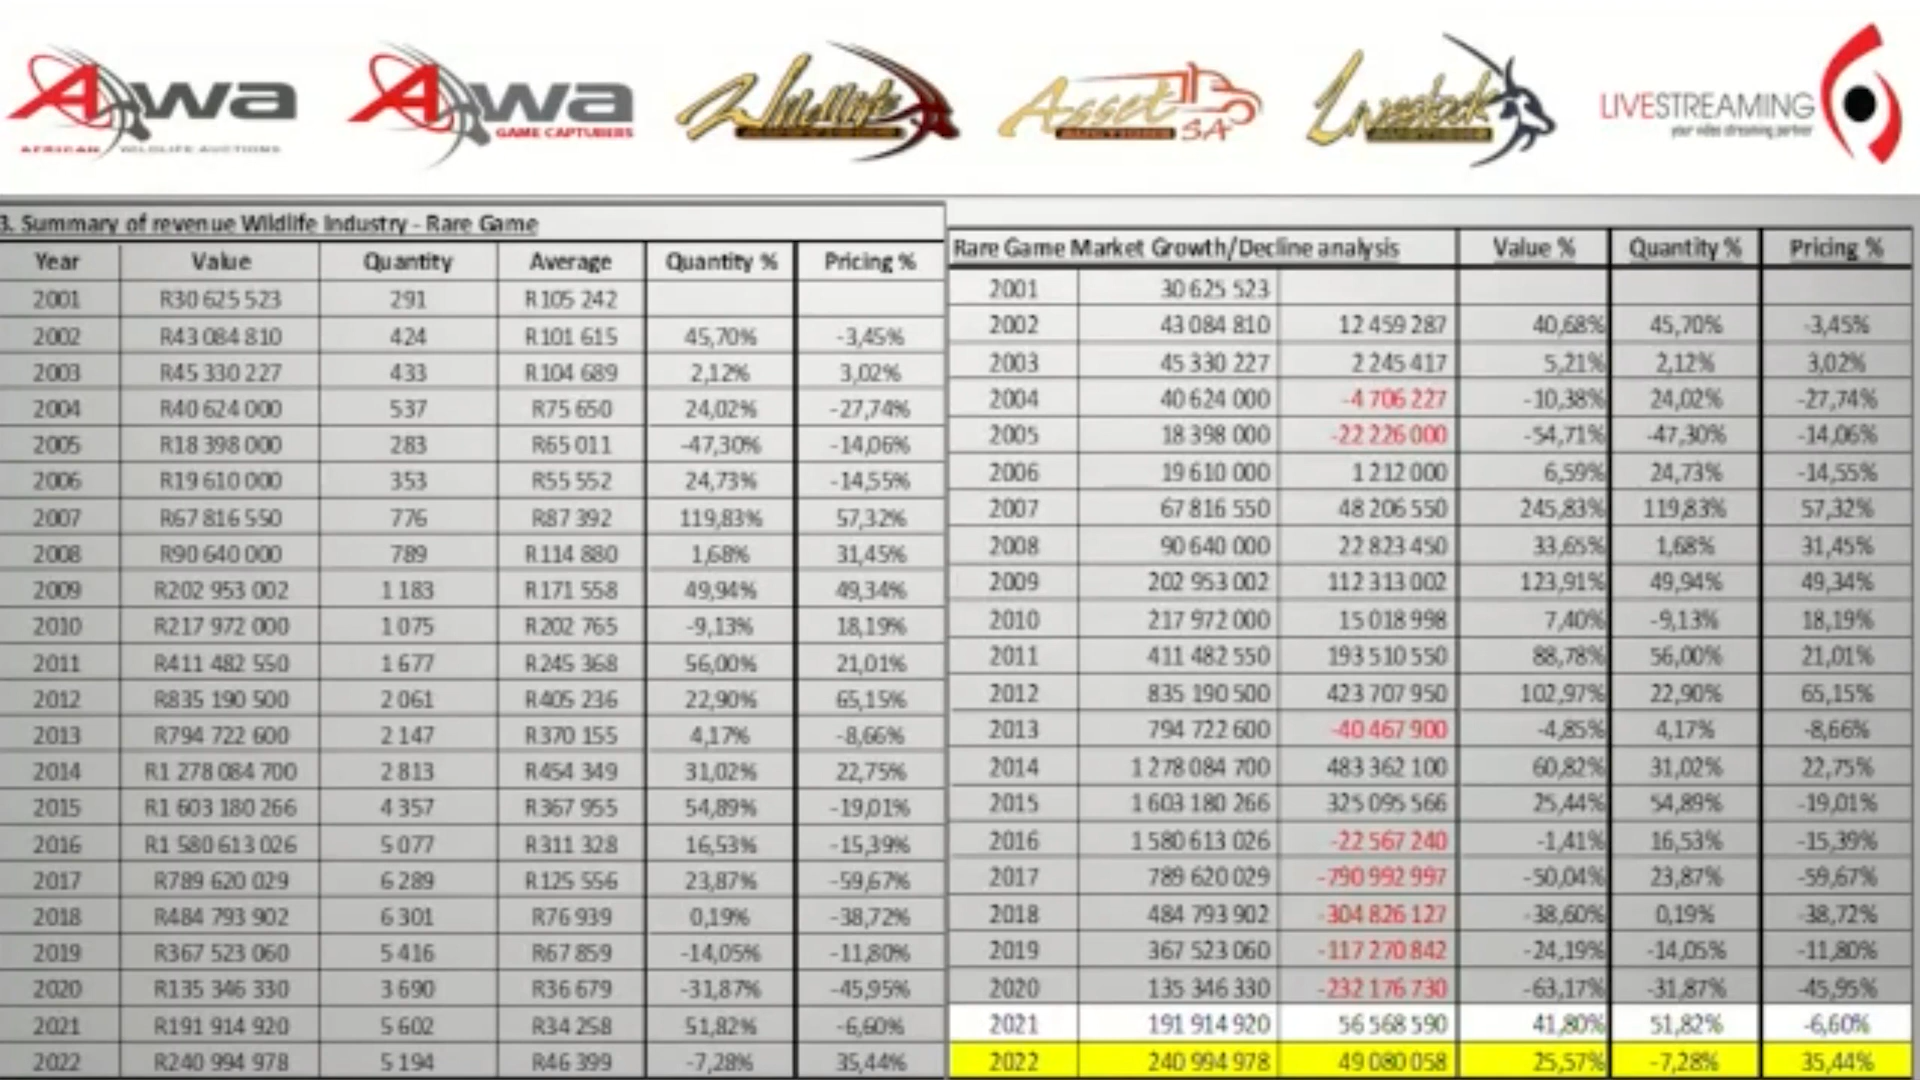 Awa
AFRICAN WILDLIFE AUCTIONS
Awa
GAME CAPTURERS
Wildlife
AUCTIONS
Asset
AUCTIONS SA
Livestock
AUCTIONS
LIVESTREAMING
your video streaming partner
3. Summary of revenue Wildlife Industry - Rare Game
Year Value Quantity Average Quantity % Pricing %
2001 R30 625 523 291 R105 242
2002 R43 084 810 424 R101 615 45,70% -3,45%
2003 R45 330 227 433 R104 689 2,12% 3,02%
2004 R40 624 000 537 R75 650 24,02% -27,74%
2005 R18 398 000 283 R65 011 -47,30% -14,06%
2006 R19 610 000 353 R55 552 24,73% -14,55%
2007 R67 816 550 776 R87 392 119,83% 57,32%
2008 R90 640 000 789 R114 880 1,68% 31,45%
2009 R202 953 002 1 183 R171 558 49,94% 49,34%
2010 R217 972 000 1 075 R202 765 -9,13% 18,19%
2011 R411 482 550 1 677 R245 368 56,00% 21,01%
2012 R835 190 500 2 061 R405 236 22,90% 65,15%
2013 R794 722 600 2 147 R370 155 4,17% -8,66%
2014 R1 278 084 700 2 813 R454 349 31,02% 22,75%
2015 R1 603 180 266 4 357 R367 955 54,89% -19,01%
2016 R1 580 613 026 5 077 R311 328 16,53% -15,39%
2017 R789 620 029 6 289 R125 556 23,87% -59,67%
2018 R484 793 902 6 301 R76 939 0,19% -38,72%
2019 R367 523 060 5 416 R67 859 -14,05% -11,80%
2020 R135 346 330 3 690 R36 679 -31,87% -45,95%
2021 R191 914 920 5 602 R34 258 51,82% -6,60%
2022 R240 994 978 5 194 R46 399 -7,28% 35,44%
Rare Game Market Growth/Decline analysis Value % Quantity % Pricing %
2001 30 625 523
2002 43 084 810 12 459 287 40,68% 45,70% -3,45%
2003 45 330 227 2 245 417 5,21% 2,12% 3,02%
2004 40 624 000 -4 706 227 -10,38% 24,02% -27,74%
2005 18 398 000 -22 226 000 -54,71% -47,30% -14,06%
2006 19 610 000 1 212 000 6,59% 24,73% -14,55%
2007 67 816 550 48 206 550 245,83% 119,83% 57,32%
2008 90 640 000 22 823 450 33,65% 1,68% 31,45%
2009 202 953 002 112 313 002 123,91% 49,94% 49,34%
2010 217 972 000 15 018 998 7,40% -9,13% 18,19%
2011 411 482 550 193 510 550 88,78% 56,00% 21,01%
2012 835 190 500 423 707 950 102,97% 22,90% 65,15%
2013 794 722 600 -40 467 900 -4,85% 4,17% -8,66%
2014 1 278 084 700 483 362 100 60,82% 31,02% 22,75%
2015 1 603 180 266 325 095 566 25,44% 54,89% -19,01%
2016 1 580 613 026 -22 567 240 -1,41% 16,53% -15,39%
2017 789 620 029 -790 992 997 -50,04% 23,87% -59,67%
2018 484 793 902 -304 826 127 -38,60% 0,19% -38,72%
2019 367 523 060 -117 270 842 -24,19% -14,05% -11,80%
2020 135 346 330 -232 176 730 -63,17% -31,87% -45,95%
2021 191 914 920 56 568 590 41,80% 51,82% -6,60%
2022 240 994 978 49 080 058 25,57% -7,28% 35,44%